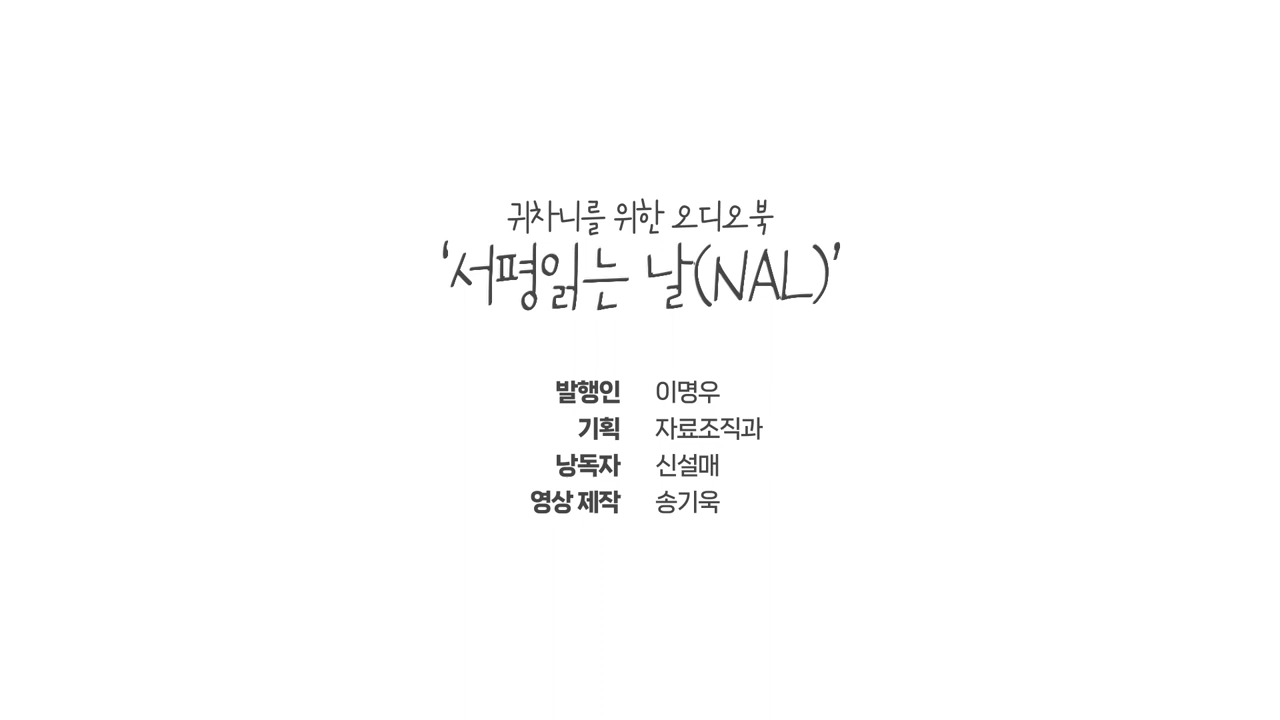 귀차니를 위한 오디오북
‘서평읽는 날(NAL)’
발행인 이명우
기획 자료조직과
낭독자 신설매
영상 제작 송기욱